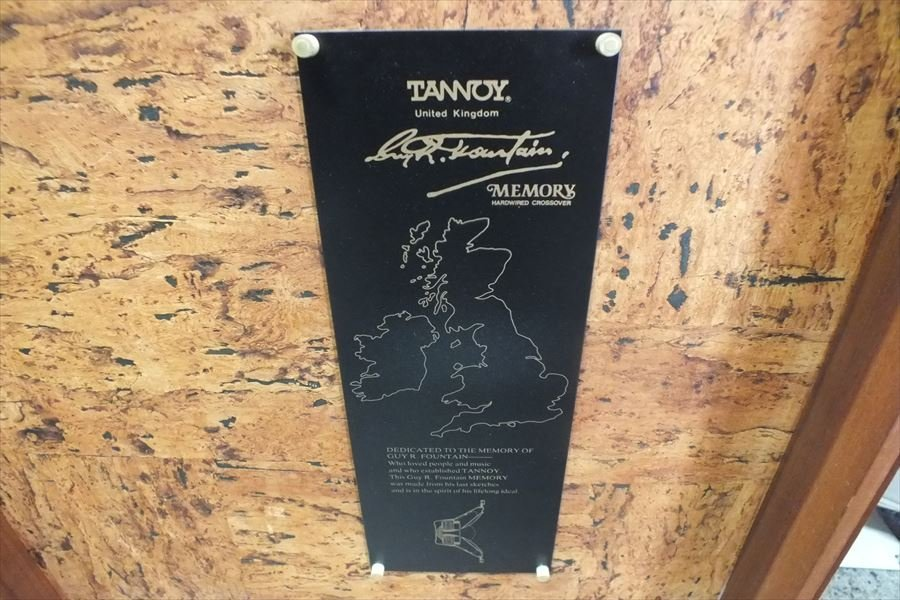 TANNOY®
United Kingdom
Guy R. Fountain.
MEMORY
HARDWIRED CROSSOVER
DEDICATED TO THE MEMORY OF
GUY R. FOUNTAIN———
Who loved people and music
and who established TANNOY.
This Guy R. Fountain MEMORY
was made from his last sketches
and is in the spirit of his lifelong ideal